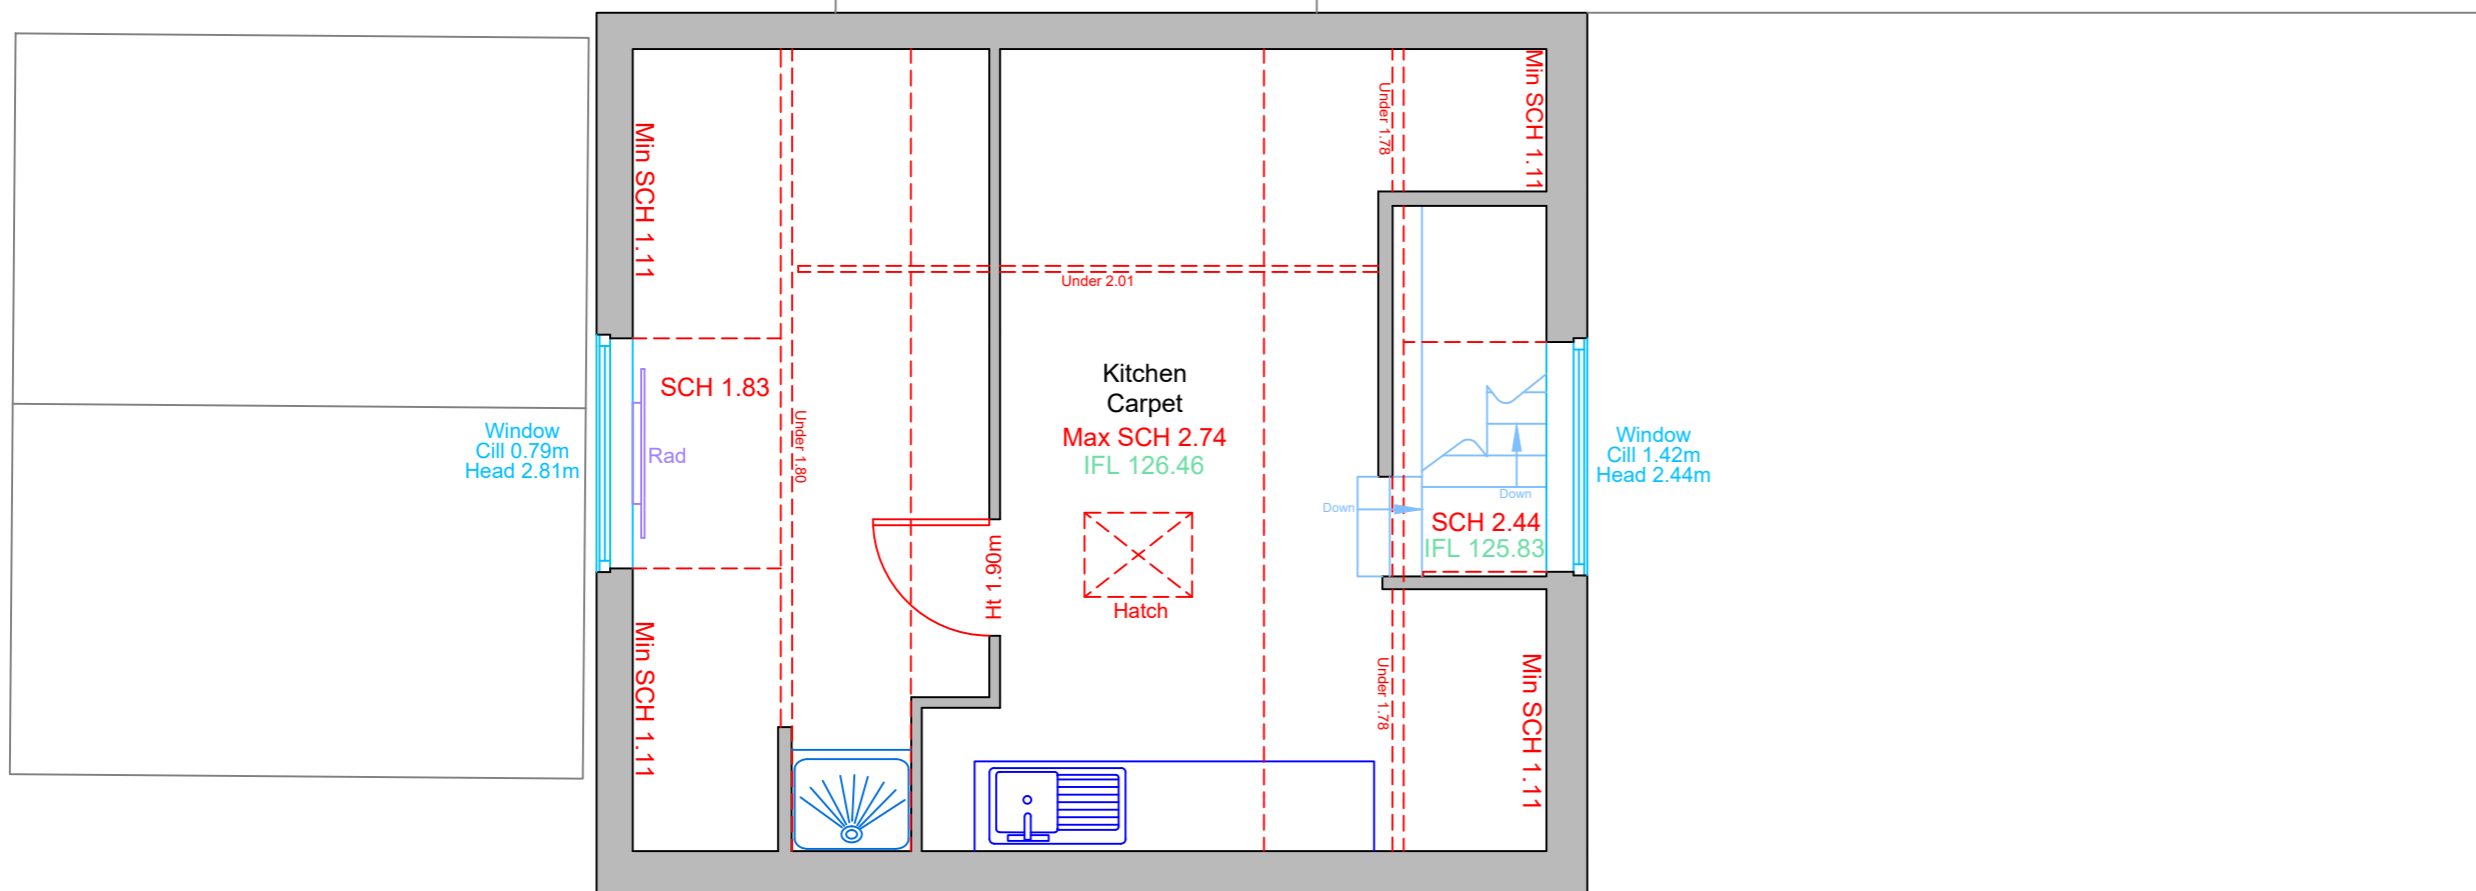 Min SCH 1.11
Under 1.78
Min SCH 1.11
Under 2.01
SCH 1.83
Under 1.80
Rad
Window
Cill 0.79m
Head 2.81m
Kitchen
Carpet
Max SCH 2.74
IFL 126.46
Hatch
Ht 1.90m
Down
Down
SCH 2.44
IFL 125.83
Window
Cill 1.42m
Head 2.44m
Min SCH 1.11
Under 1.78
Min SCH 1.11